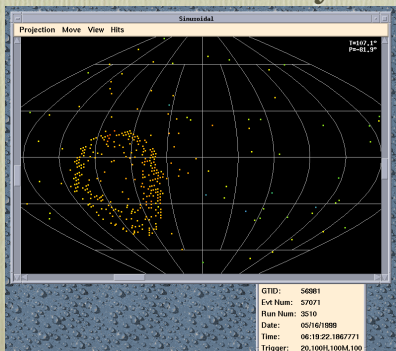 Sinusoidal
Projection Move View Hits
T=107.1°
P=-81.9°
GTID: 56981
Evt Num: 57071
Run Num: 3510
Date: 05/16/1999
Time: 06:19:22.1867771
Trigger: 20,100H,100M,100